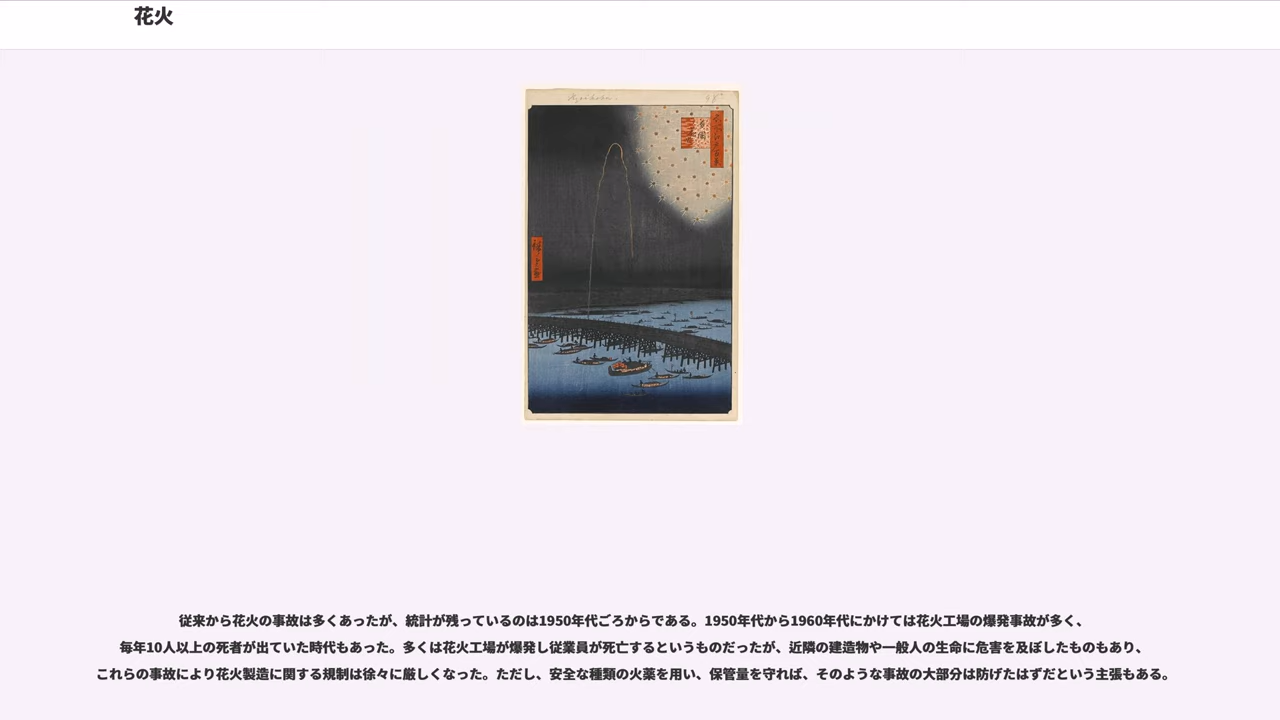 花火
従来から花火の事故は多くあったが、統計が残っているのは1950年代ごろからである。1950年代から1960年代にかけては花火工場の爆発事故が多く、
毎年10人以上の死者が出ていた時代もあった。多くは花火工場が爆発し従業員が死亡するというものだったが、近隣の建造物や一般人の生命に危害を及ぼしたものもあり、
これらの事故により花火製造に関する規制は徐々に厳しくなった。ただし、安全な種類の火薬を用い、保管量を守れば、そのような事故の大部分は防げたはずだという主張もある。